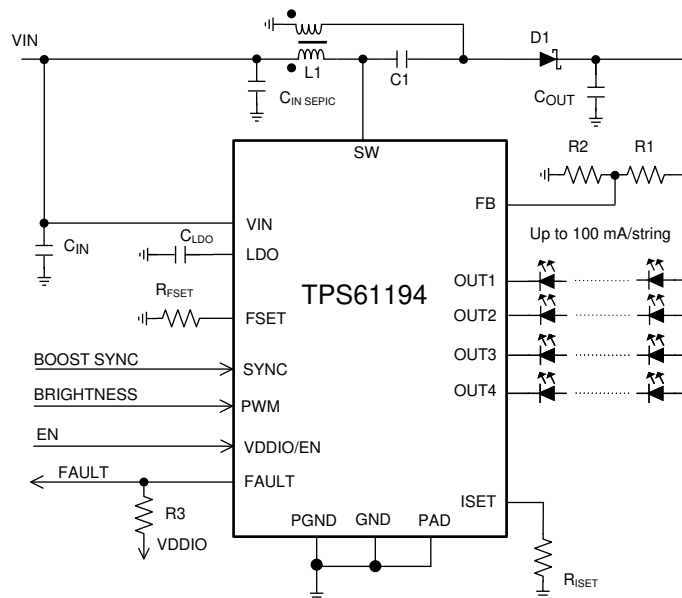 VIN
L1
C1
D1
CIN SEPIC
COUT
SW
R2
R1
FB
VIN
CIN
CLDO
LDO
Up to 100 mA/string
RFSET
FSET
TPS61194
OUT1
OUT2
OUT3
OUT4
BOOST SYNC
SYNC
BRIGHTNESS
PWM
EN
VDDIO/EN
FAULT
FAULT
ISET
R3
VDDIO
PGND
GND
PAD
RISET